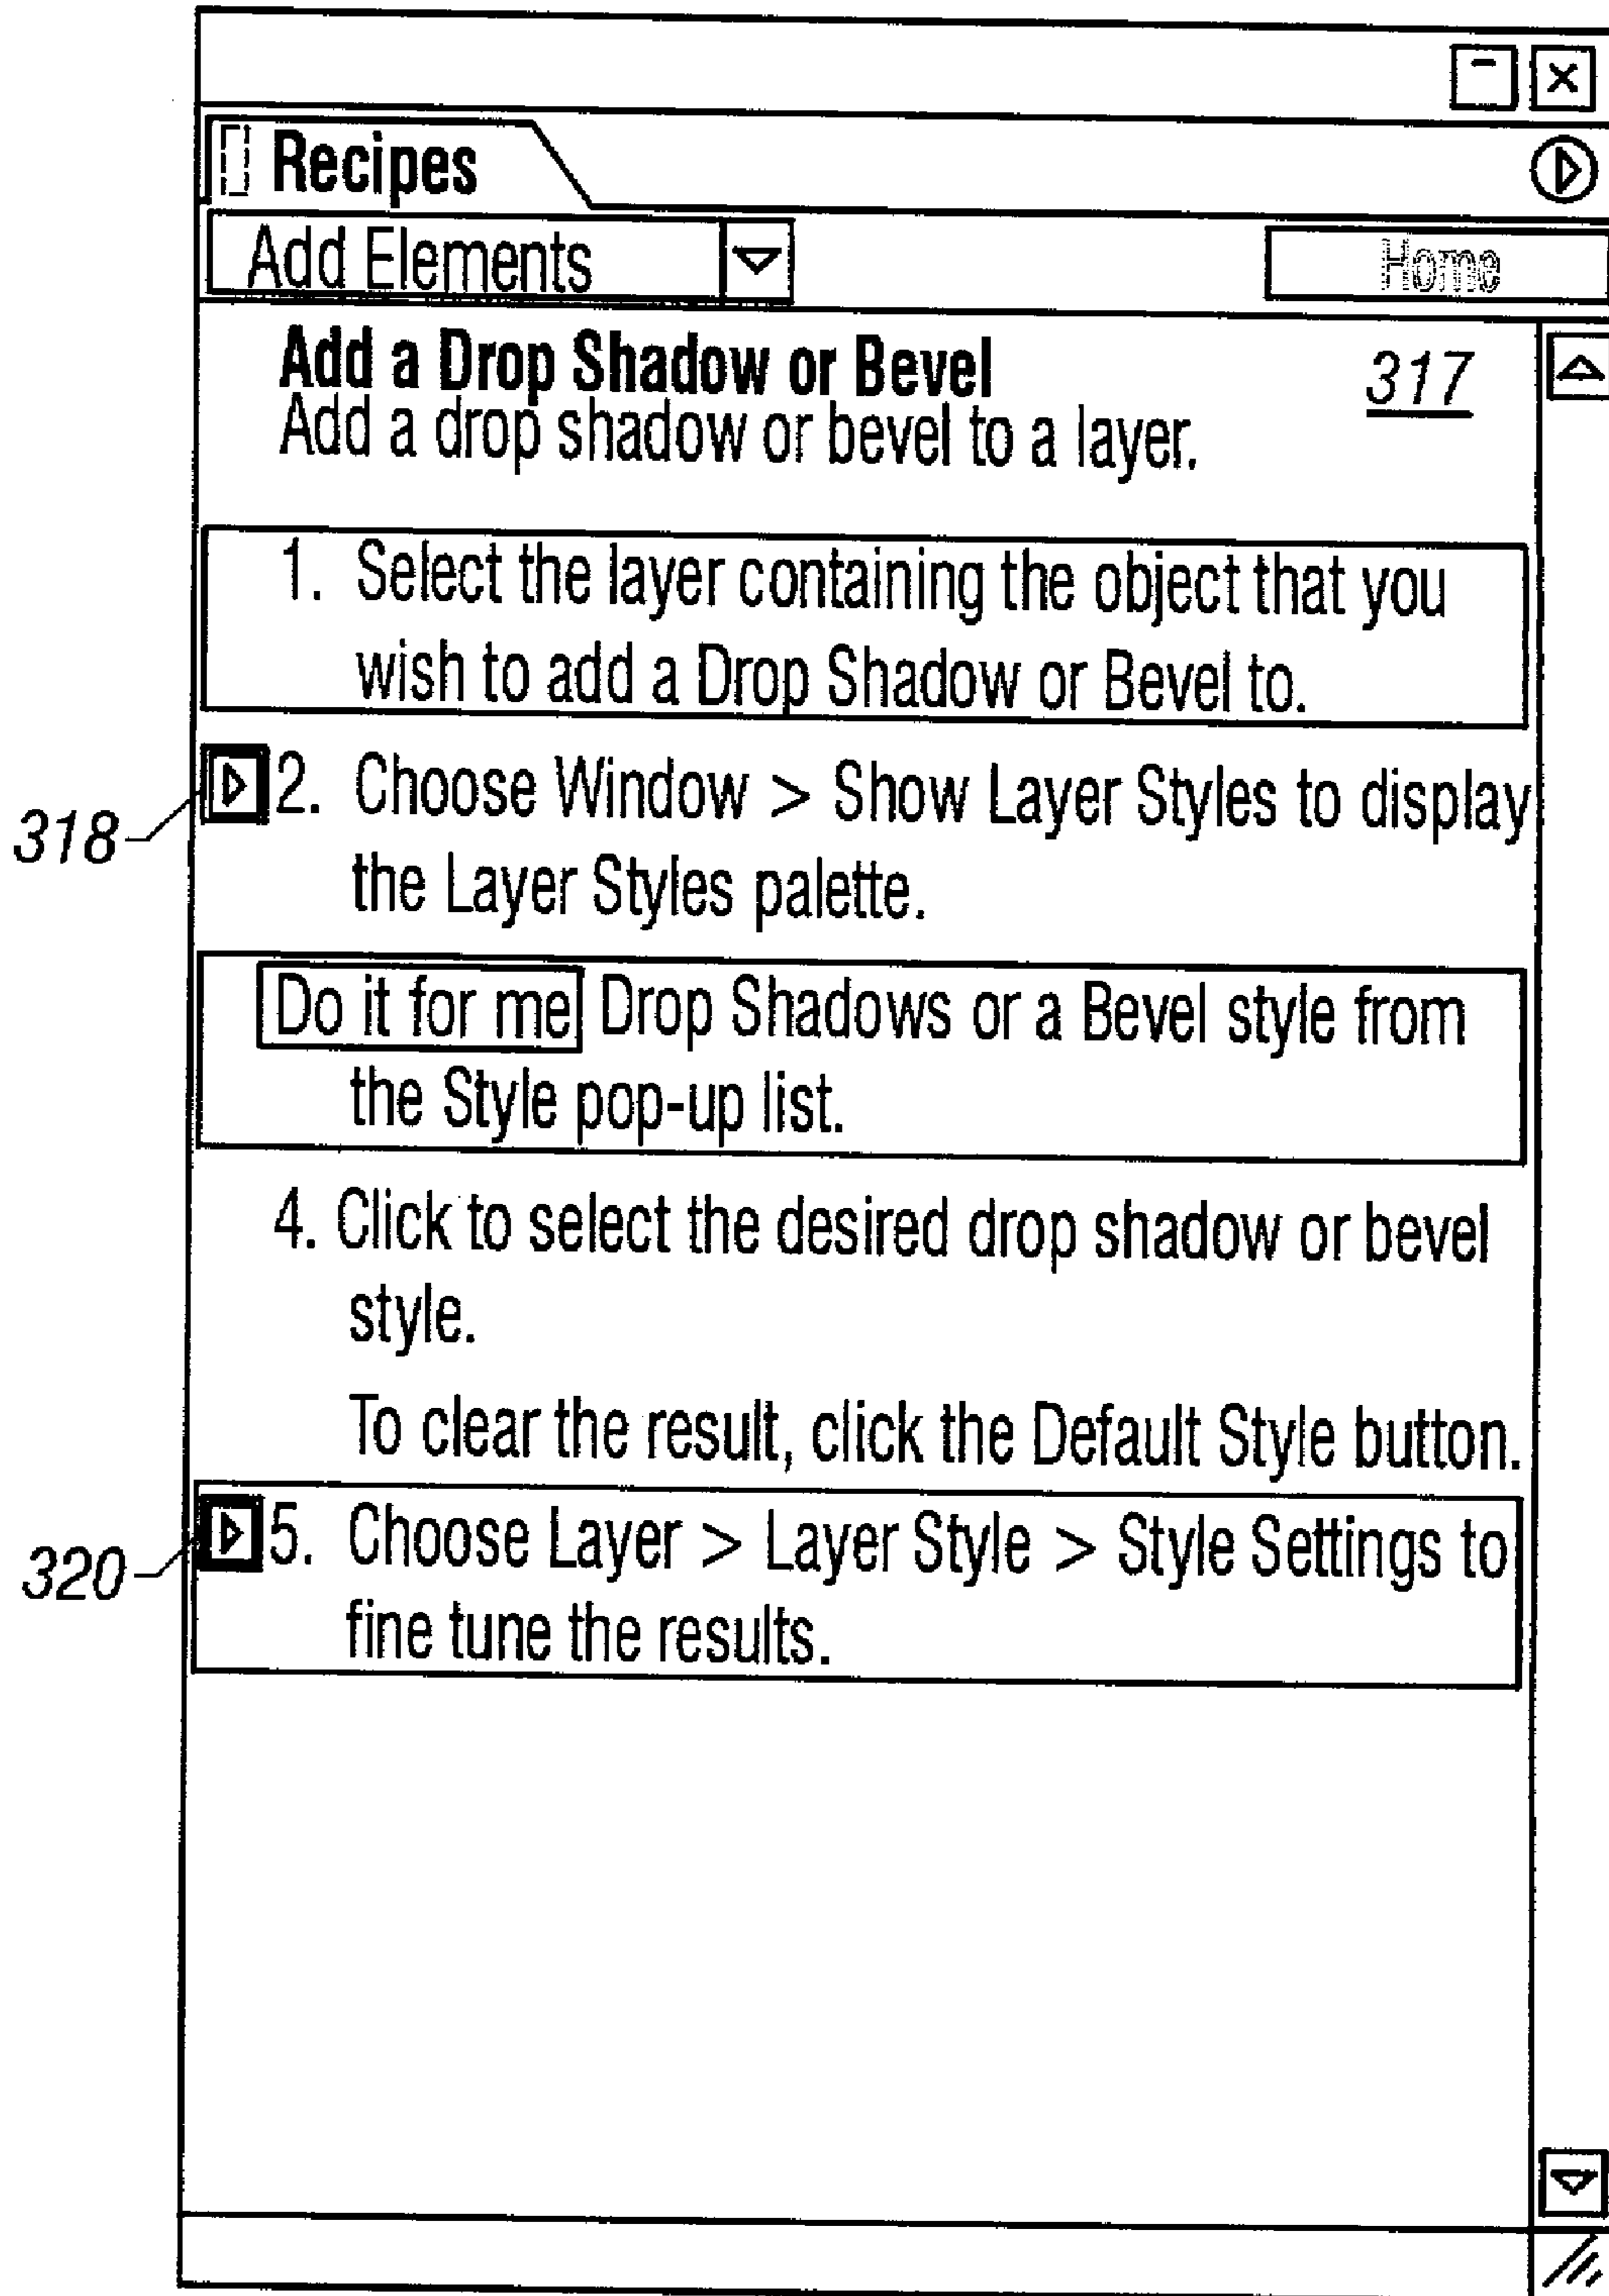 Recipes
Add Elements
Home
Add a Drop Shadow or Bevel
317
Add a drop shadow or bevel to a layer.
1. Select the layer containing the object that you
wish to add a Drop Shadow or Bevel to.
2. Choose Window > Show Layer Styles to display
318
the Layer Styles palette.
Do it for me Drop Shadows or a Bevel style from
the Style pop-up list.
4. Click to select the desired drop shadow or bevel
style.
To clear the result, click the Default Style button.
5. Choose Layer > Layer Style > Style Settings to
320
fine tune the results.